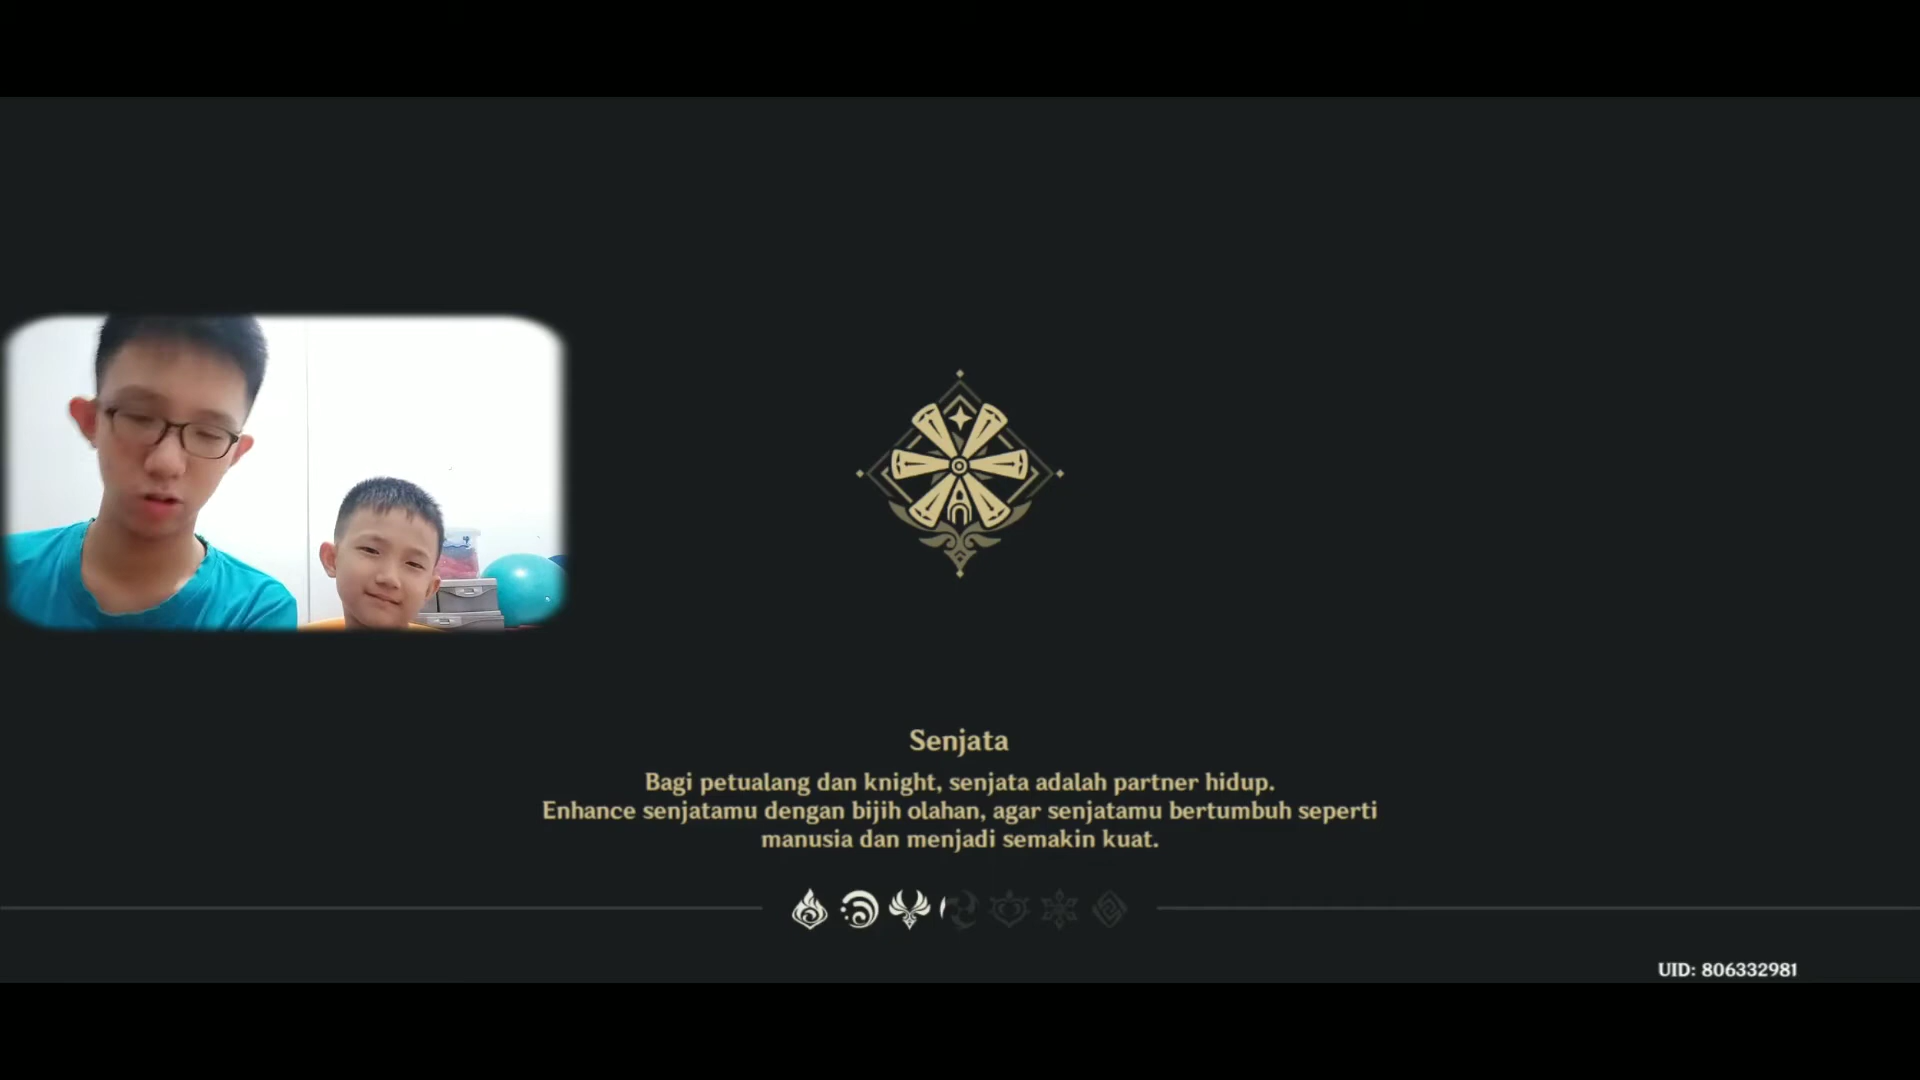 Senjata
Bagi petualang dan knight, senjata adalah partner hidup.
Enhance senjatamu dengan bijih olahan, agar senjatamu bertumbuh seperti
manusia dan menjadi semakin kuat.
UID: 806332981